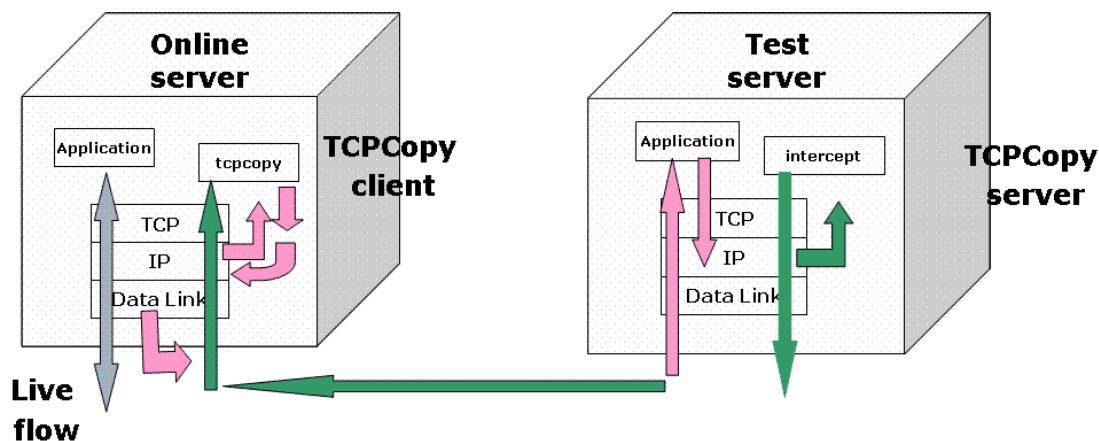 Online
server
Test
server
Application
tcpcopy
TCPCopy
client
Application
intercept
TCPCopy
server
TCP
IP
Data Link
TCP
IP
Data Link
Live
flow